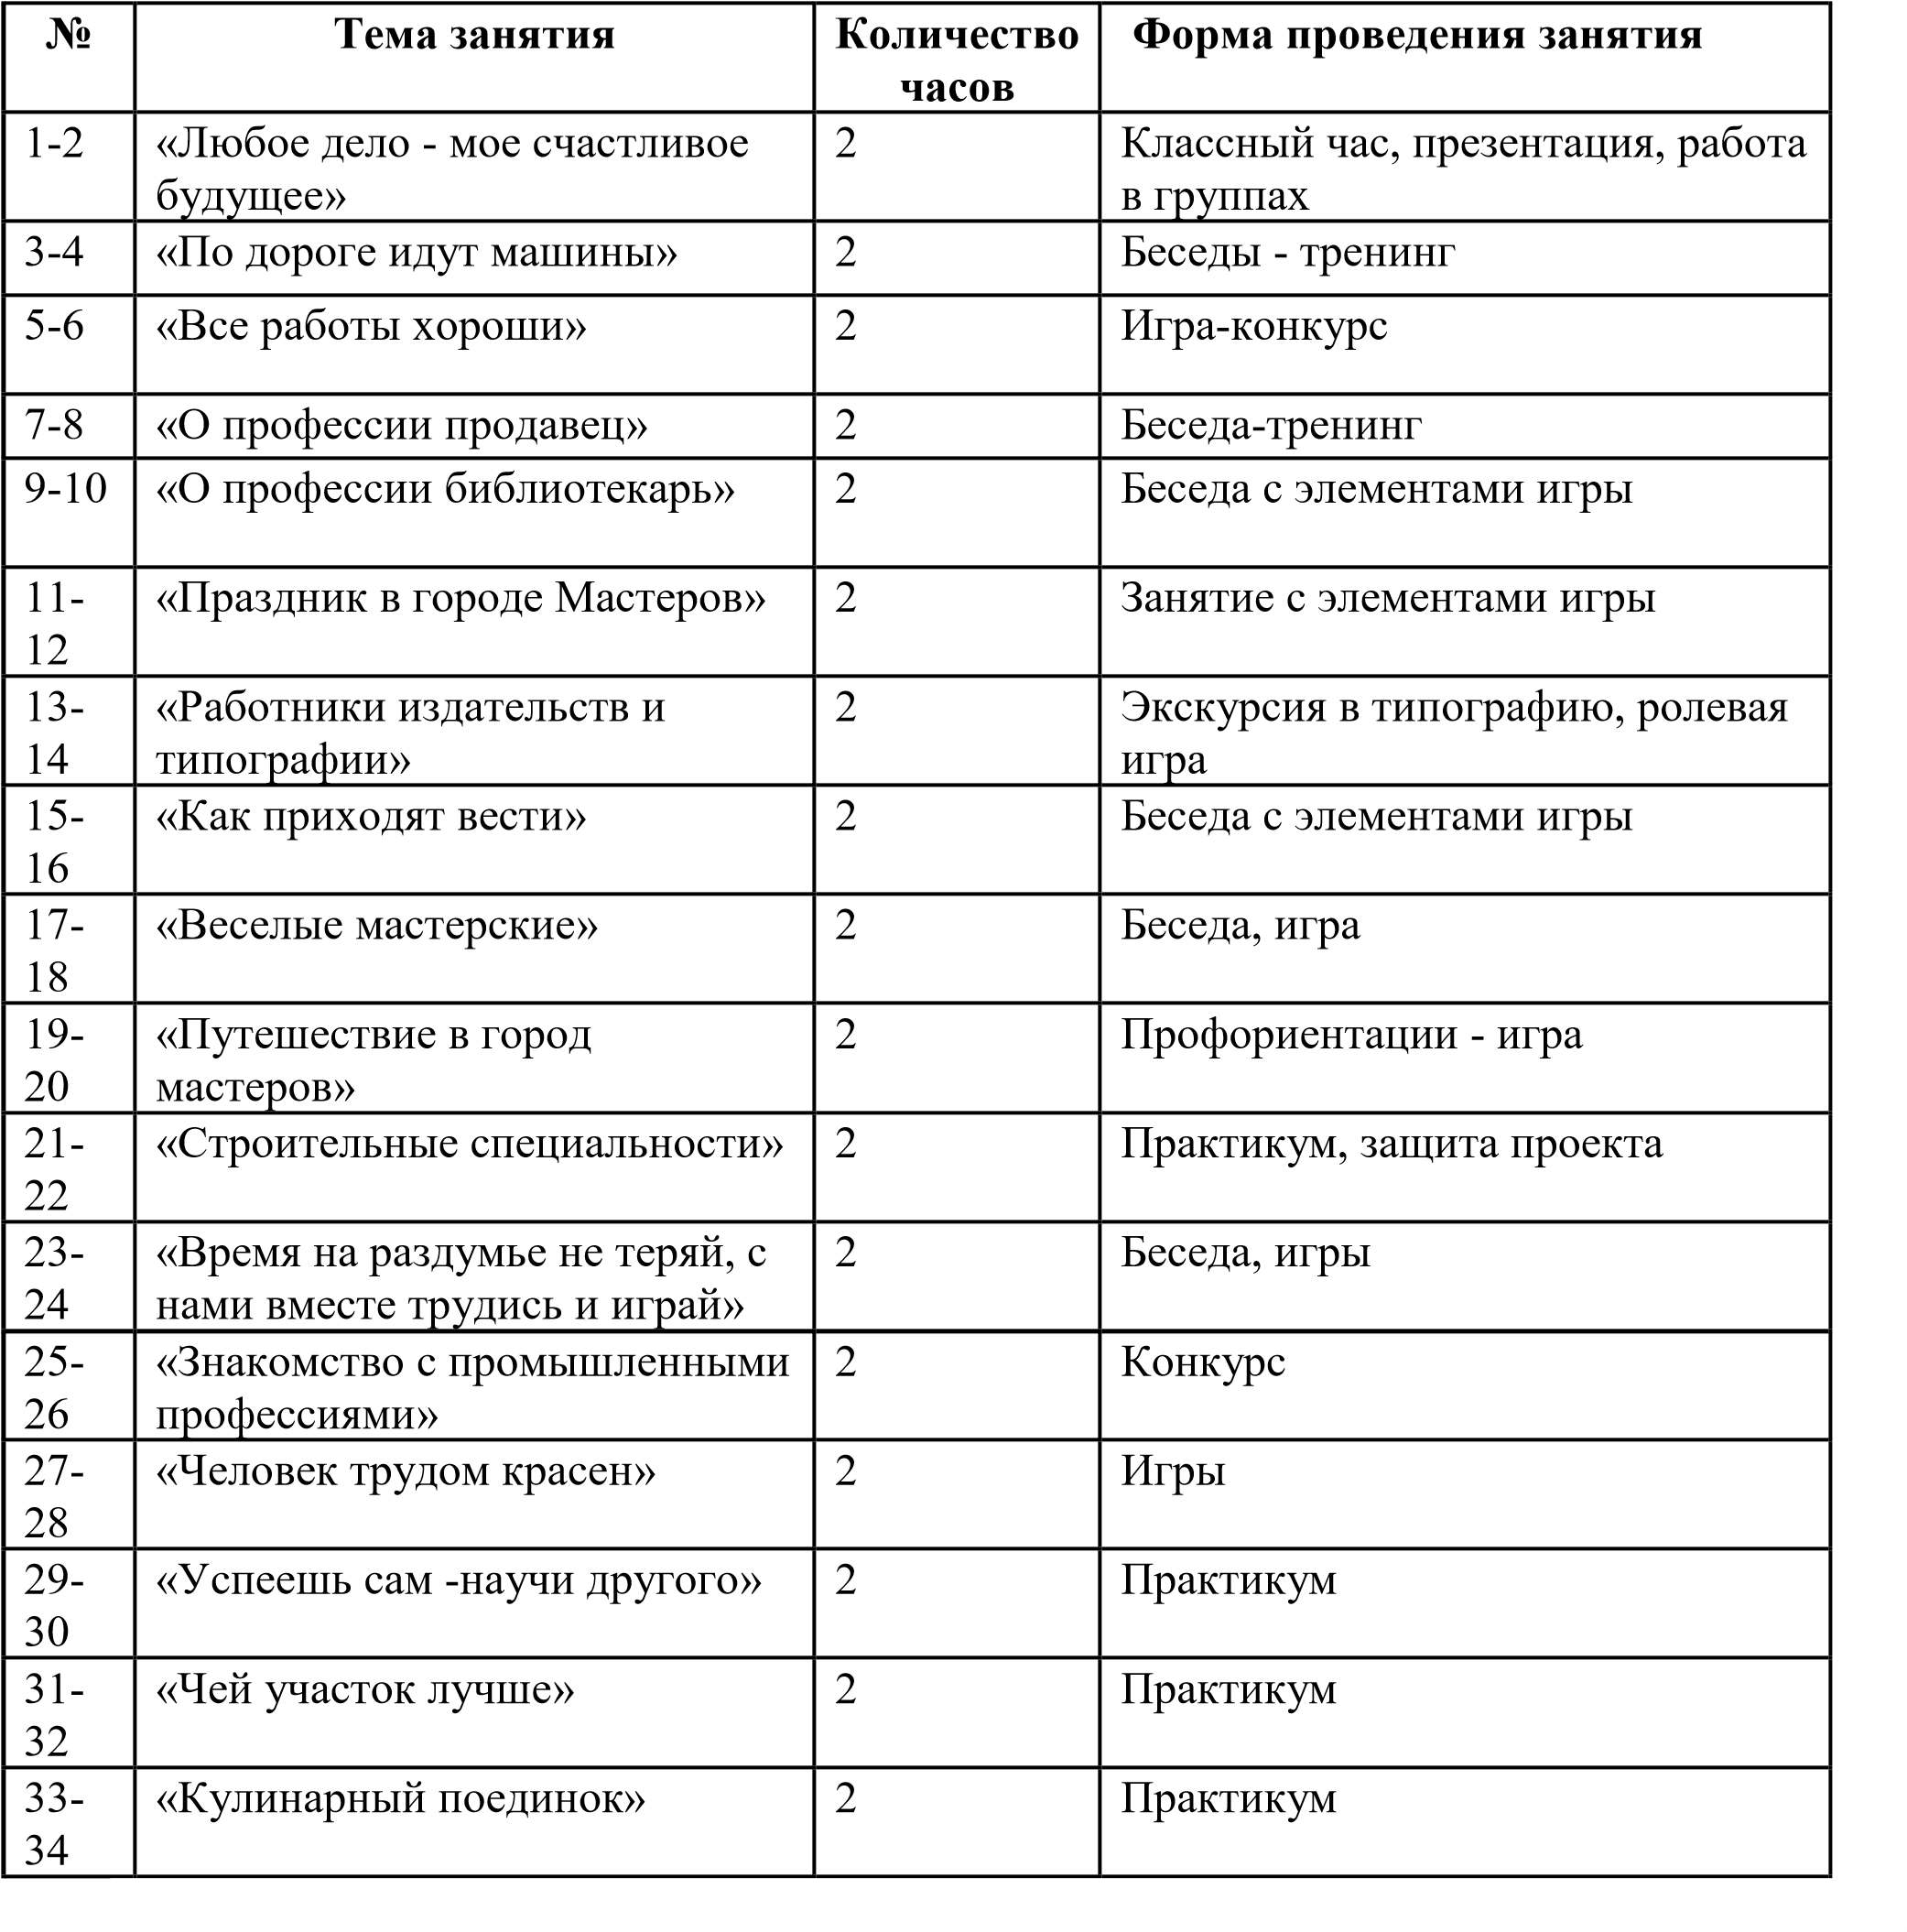 № Тема занятия Количество Форма проведения занятия
часов
1-2 «Любое дело - мое счастливое 2 Классный час, презентация, работа
будущее» в группах
3-4 «По дороге идут машины» 2 Беседы - тренинг
5-6 «Все работы хороши» 2 Игра-конкурс
7-8 «О профессии продавец» 2 Беседа-тренинг
9-10 «О профессии библиотекарь» 2 Беседа с элементами игры
11- «Праздник в городе Мастеров» 2 Занятие с элементами игры
12
13- «Работники издательств и 2 Экскурсия в типографию, ролевая
14 типографии» игра
15- «Как приходят вести» 2 Беседа с элементами игры
16
17- «Веселые мастерские» 2 Беседа, игра
18
19- «Путешествие в город 2 Профориентации - игра
20 мастеров»
21- «Строительные специальности» 2 Практикум, защита проекта
22
23- «Время на раздумье не теряй, с 2 Беседа, игры
24 нами вместе трудись и играй»
25- «Знакомство с промышленными 2 Конкурс
26 профессиями»
27- «Человек трудом красен» 2 Игры
28
29- «Успеешь сам -научи другого» 2 Практикум
30
31- «Чей участок лучше» 2 Практикум
32
33- «Кулинарный поединок» 2 Практикум
34